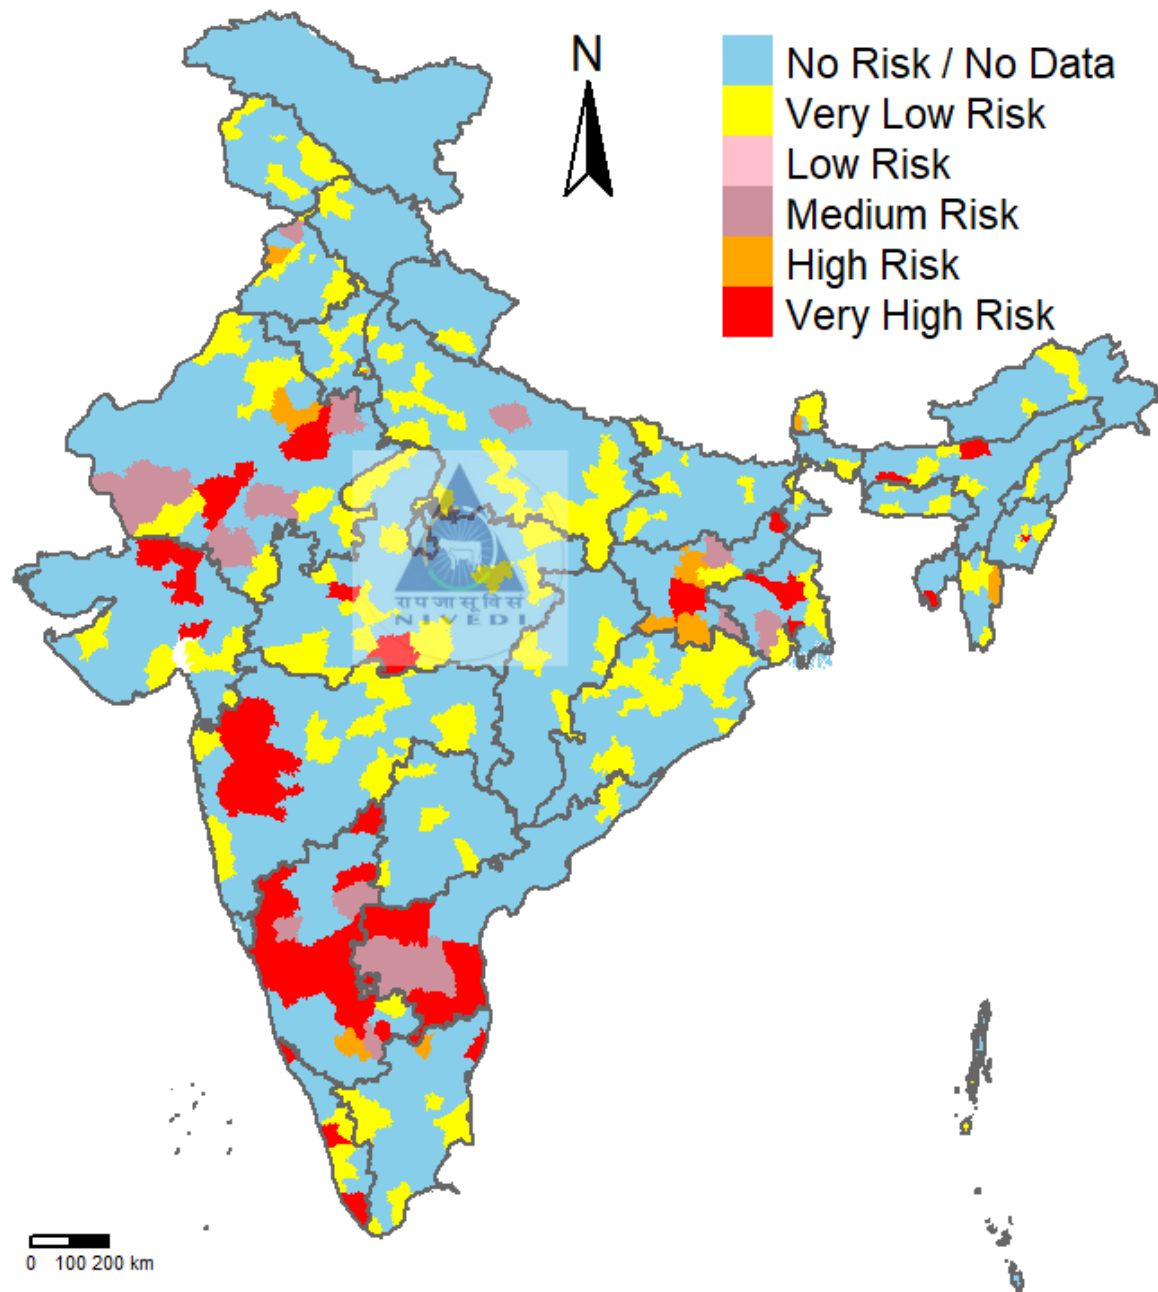 N
No Risk / No Data
Very Low Risk
Low Risk
Medium Risk
High Risk
Very High Risk
रा प जा सू वि सं
NIVEDI
0 100 200 km